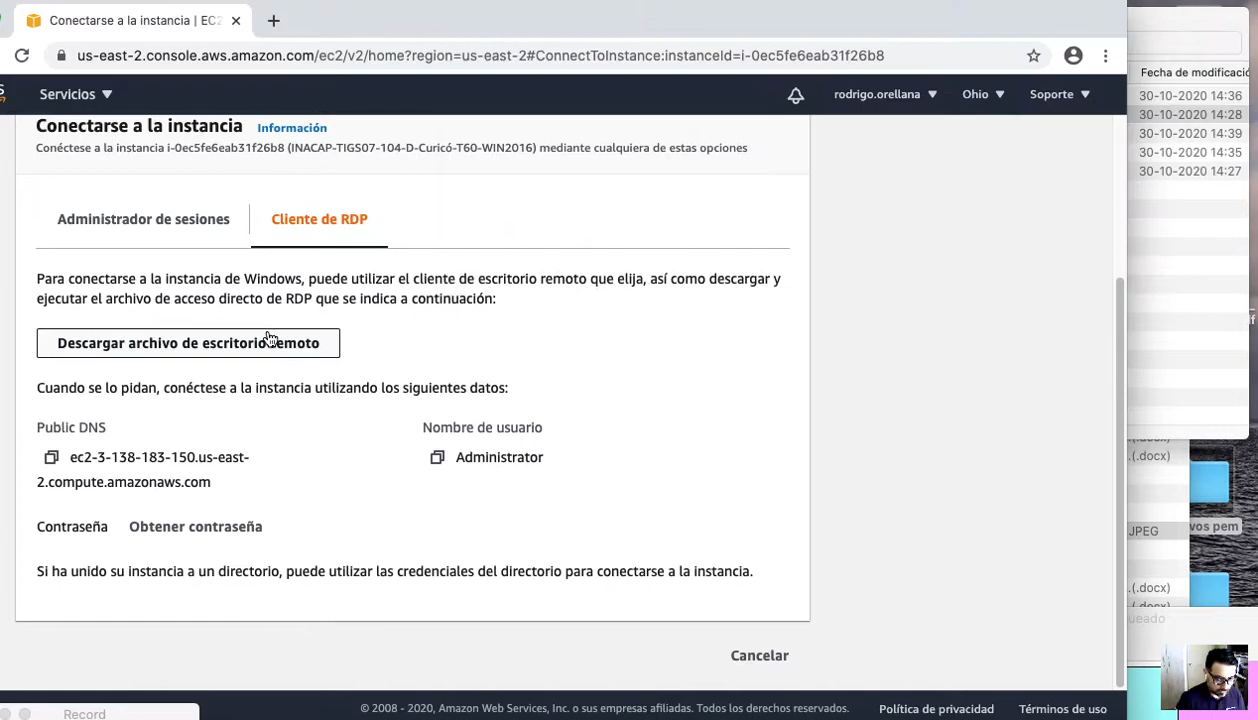 Conectarse a la instancia | EC2
us-east-2.console.aws.amazon.com/ec2/v2/home?region=us-east-2#ConnectToInstance:instanceId=i-0ec5fe6eab31f26b8
Servicios
rodrigo.orellana
Ohio
Soporte
Conectarse a la instancia
Información
Conéctese a la instancia i-0ec5fe6eab31f26b8 (INACAP-TIGS07-104-D-Curicó-T60-WIN2016) mediante cualquiera de estas opciones
Administrador de sesiones
Cliente de RDP
Para conectarse a la instancia de Windows, puede utilizar el cliente de escritorio remoto que elija, así como descargar y
ejecutar el archivo de acceso directo de RDP que se indica a continuación:
Descargar archivo de escritorio remoto
Cuando se lo pidan, conéctese a la instancia utilizando los siguientes datos:
Public DNS
Nombre de usuario
ec2-3-138-183-150.us-east-
2.compute.amazonaws.com
Administrator
Contraseña
Obtener contraseña
Si ha unido su instancia a un directorio, puede utilizar las credenciales del directorio para conectarse a la instancia.
Cancelar
© 2008 - 2020, Amazon Web Services, Inc. o sus empresas afiliadas. Todos los derechos reservados.
Política de privacidad
Términos de uso
Record
Fecha de modificació
30-10-2020 14:36
30-10-2020 14:28
30-10-2020 14:39
30-10-2020 14:35
30-10-2020 14:27
.(.docx)
.(.docx)
vos pem
JPEG
.(.docx)
ueado